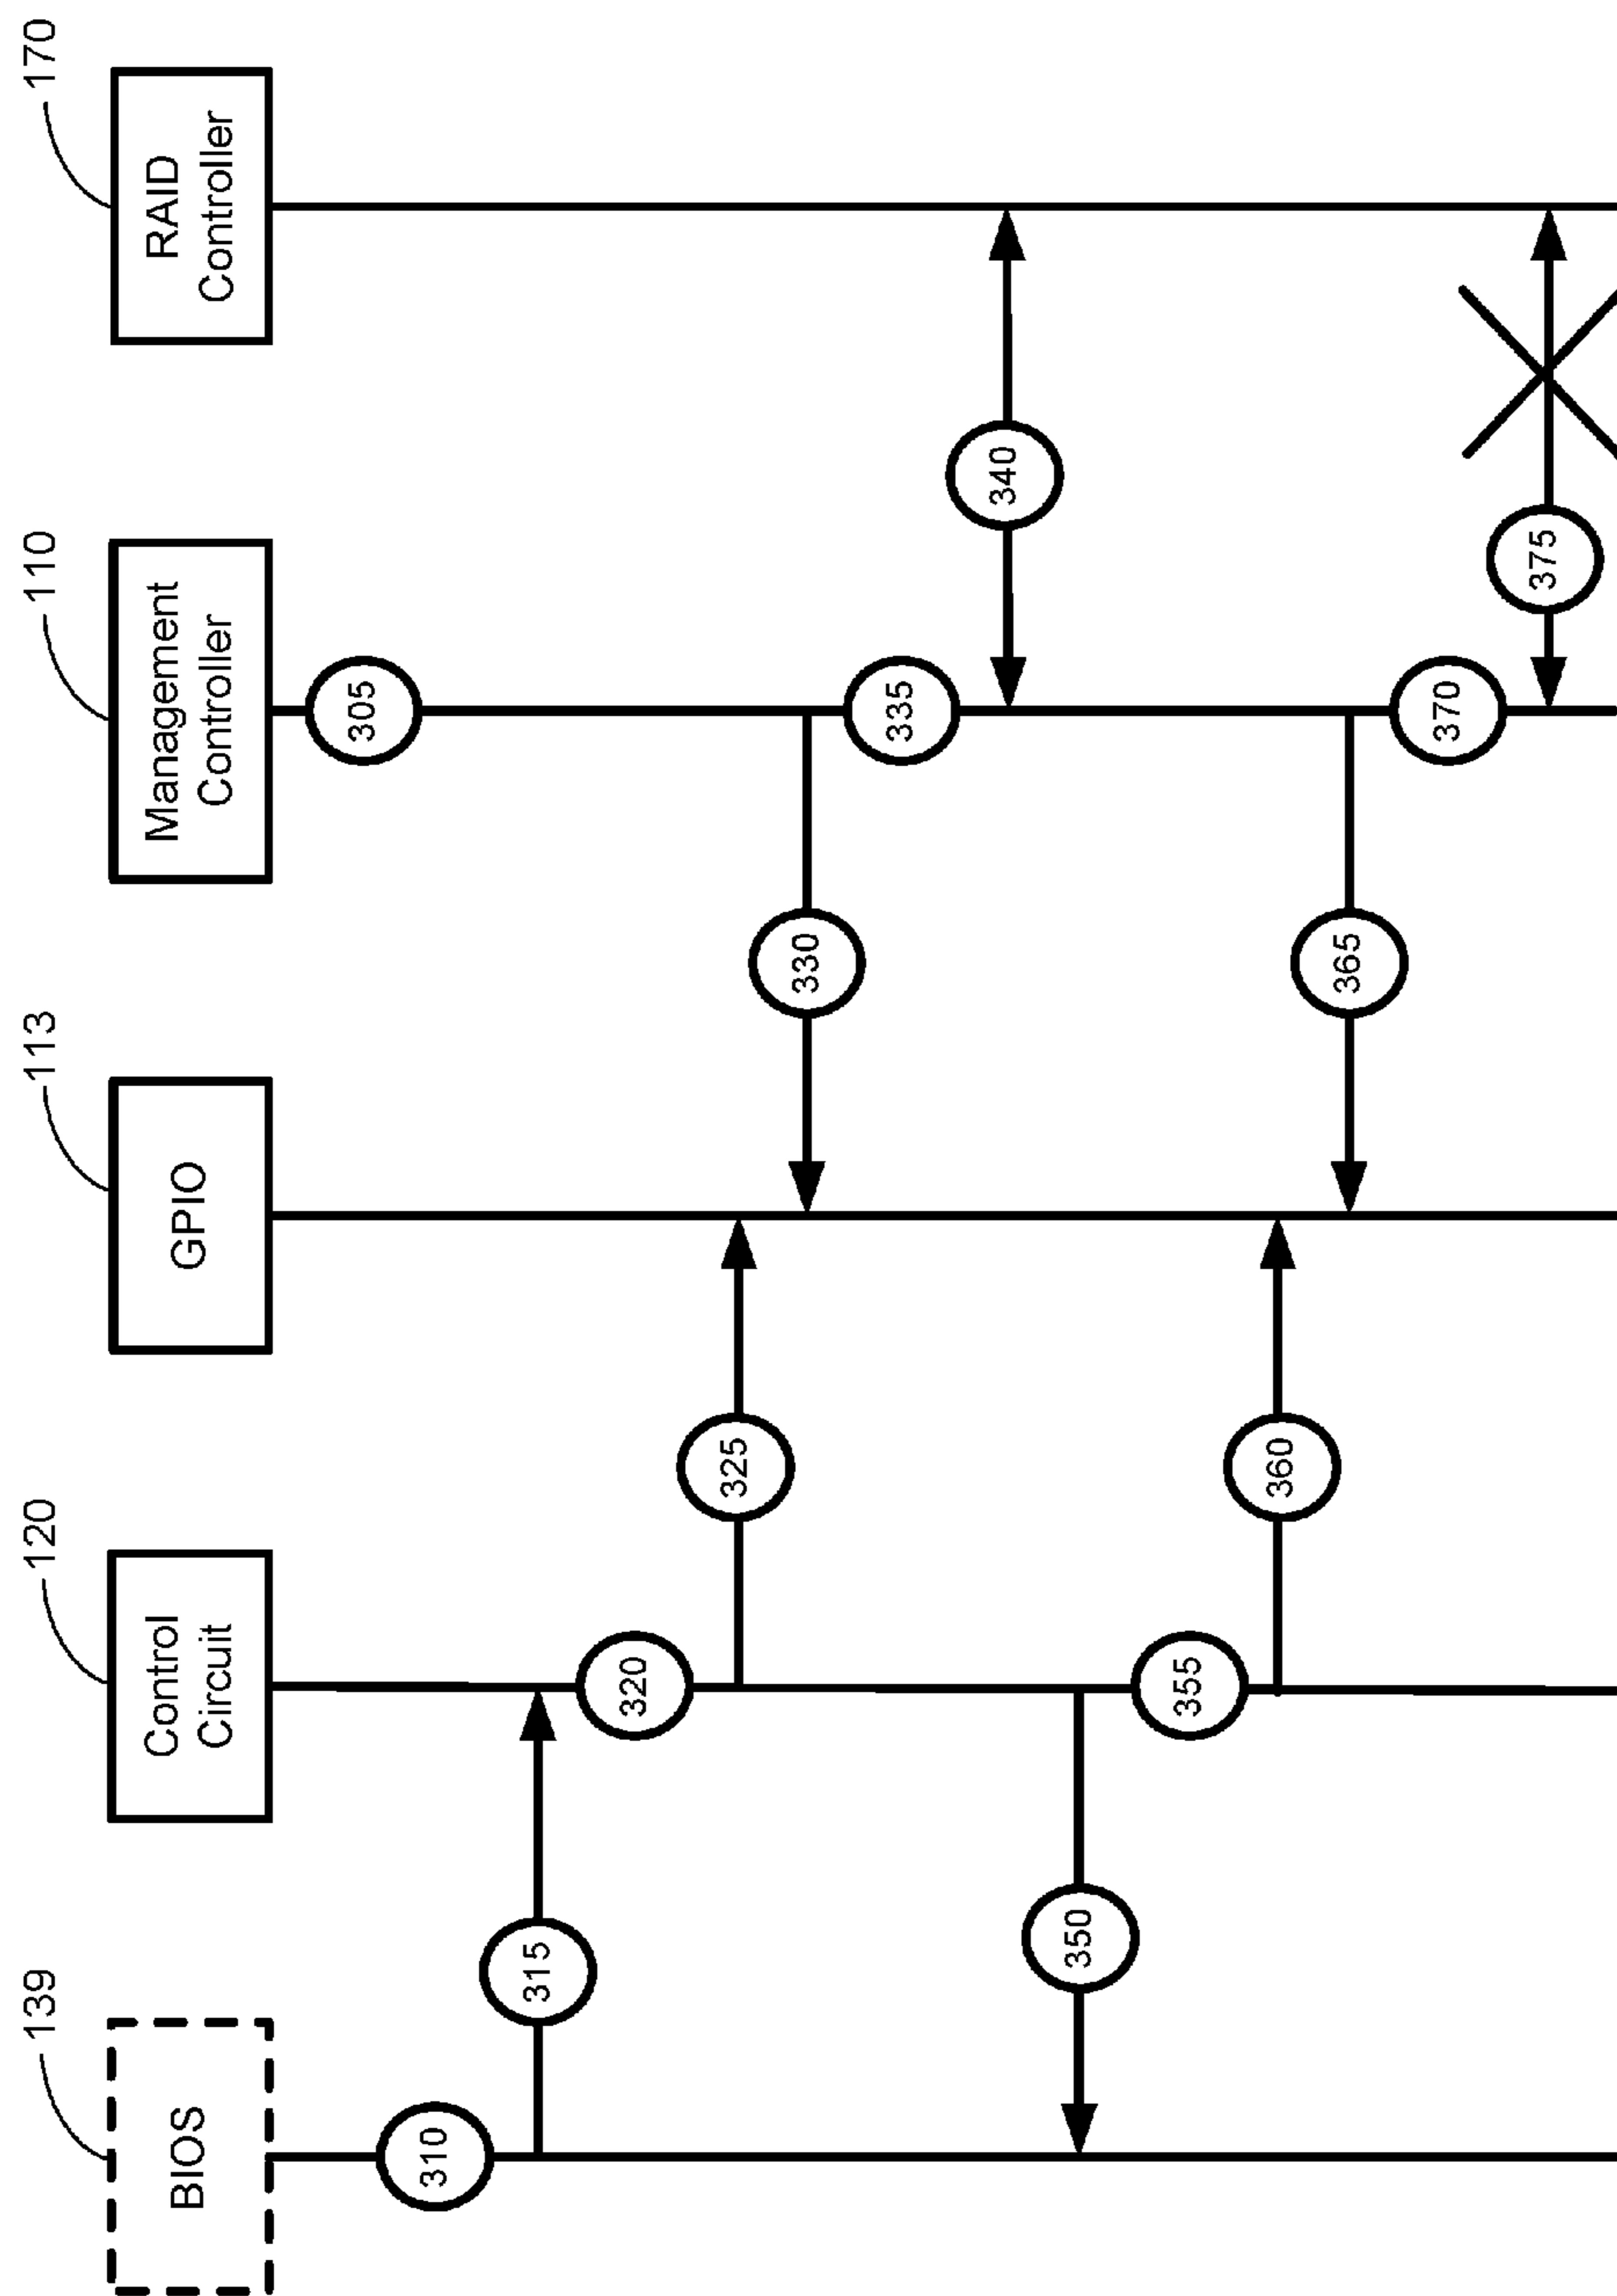 139
120
113
110
170
BIOS
Control
Circuit
GPIO
Management
Controller
RAID
Controller
305
310
315
320
325
330
335
340
350
355
360
365
370
375